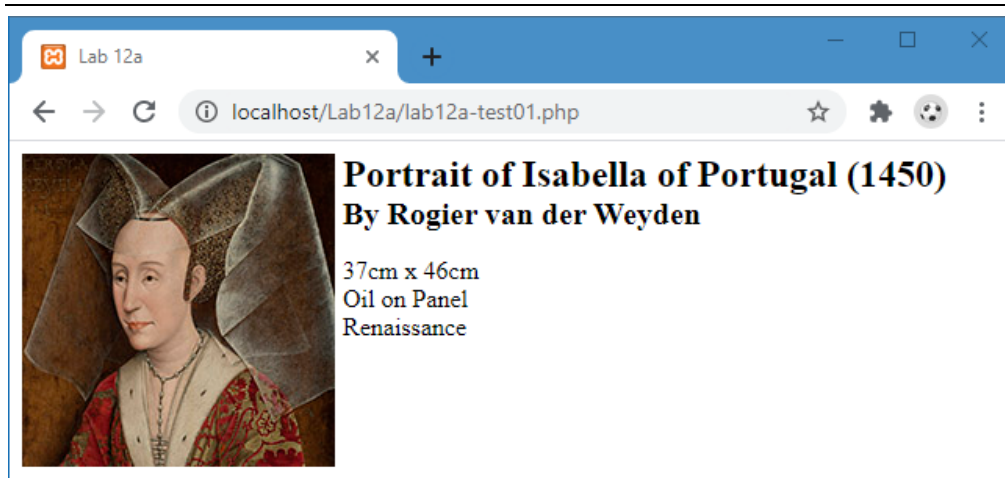 Lab 12a
localhost/Lab12a/lab12a-test01.php
Portrait of Isabella of Portugal (1450)
By Rogier van der Weyden
37cm x 46cm
Oil on Panel
Renaissance